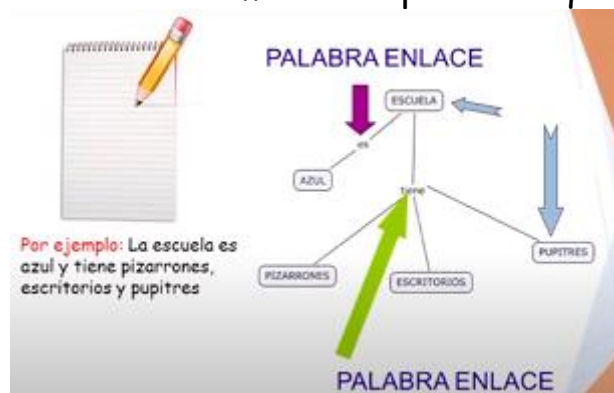 PALABRA ENLACE
ESCUELA
es
AZUL
tiene
PIZARRONES
ESCRITORIOS
PUPITRES
Por ejemplo: La escuela es
azul y tiene pizarrones,
escritorios y pupitres
PALABRA ENLACE